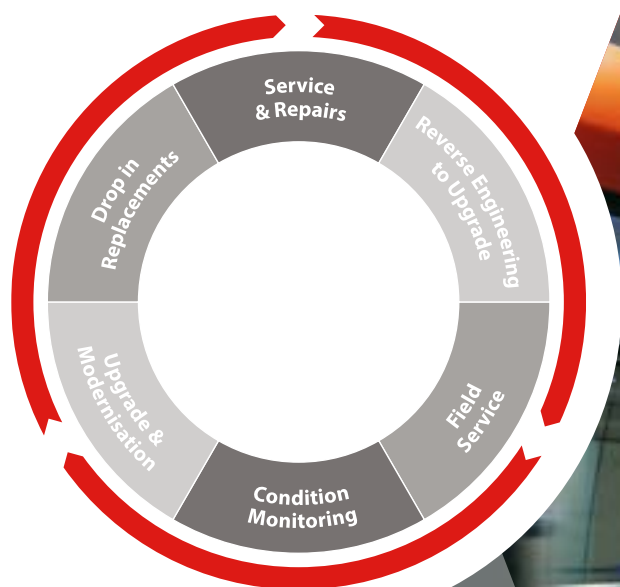 Service
& Repairs
Reverse Engineering
to Upgrade
Field
Service
Condition
Monitoring
Upgrade &
Modernisation
Drop in
Replacements